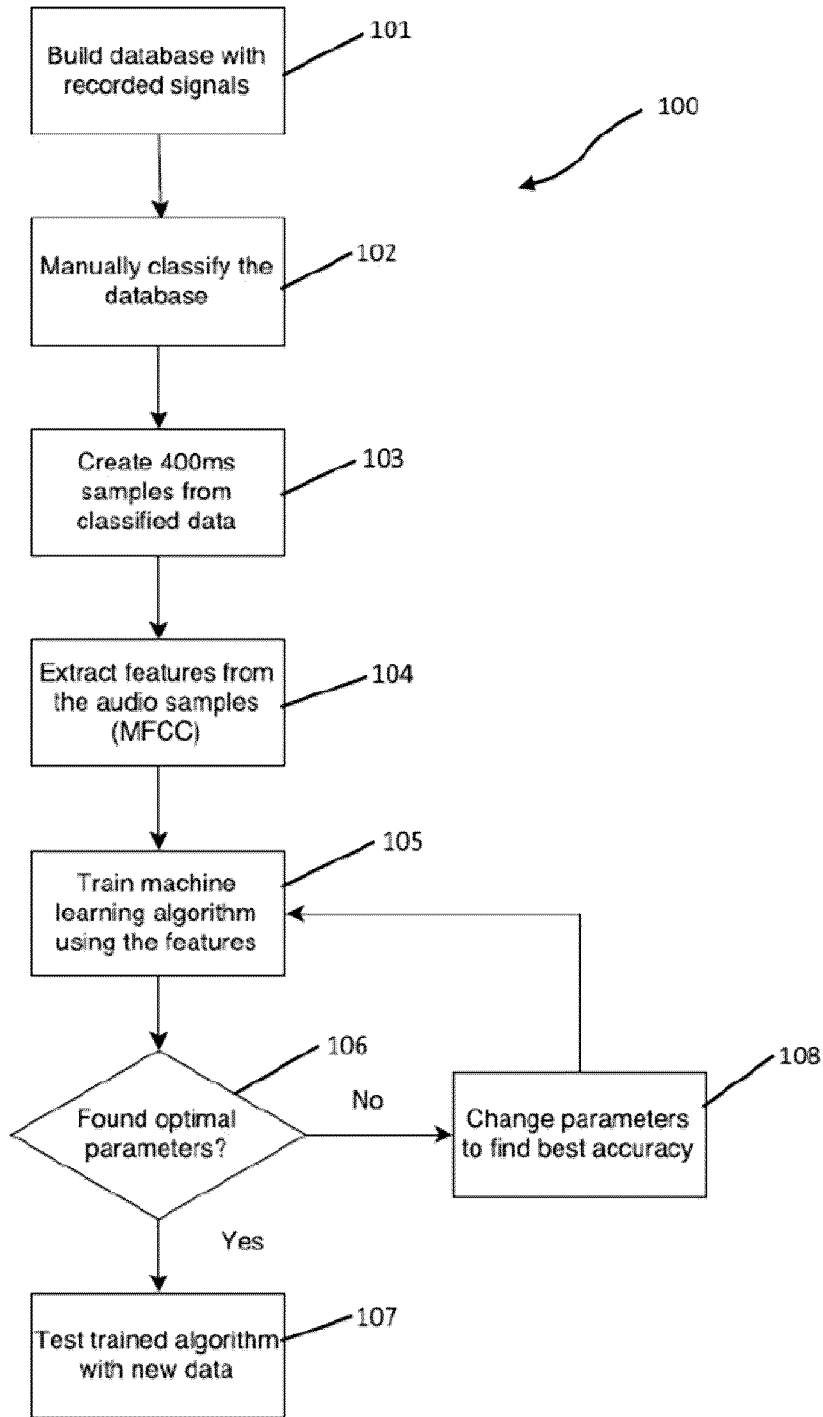 Build database with
recorded signals
101
100
Manually classify the
database
102
Create 400ms
samples from
classified data
103
Extract features from
the audio samples
(MFCC)
104
Train machine
learning algorithm
using the features
105
Found optimal
parameters?
106
No
Change parameters
to find best accuracy
108
Yes
Test trained algorithm
with new data
107